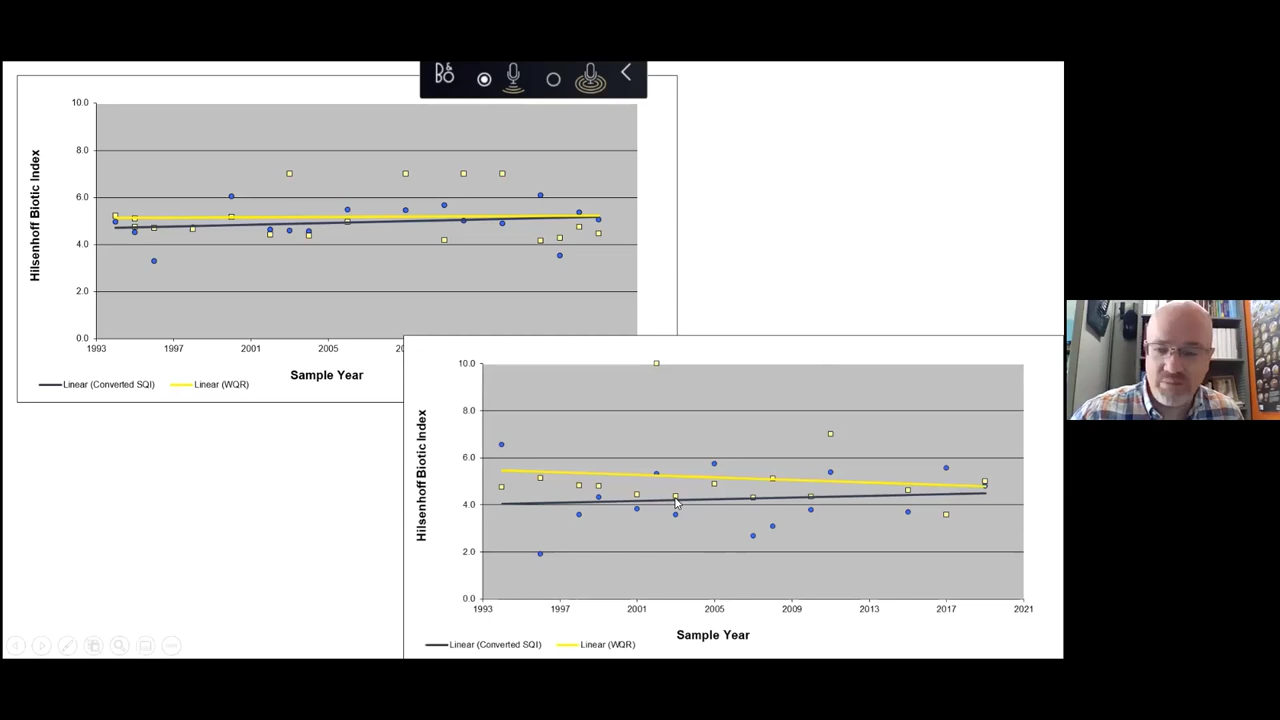 B&O
10.0
8.0
6.0
4.0
2.0
0.0
Hilsenhoff Biotic Index
1993 1997 2001 2005
Sample Year
Linear (Converted SQI) Linear (WQR)
10.0
8.0
6.0
4.0
2.0
0.0
Hilsenhoff Biotic Index
1993 1997 2001 2005 2009 2013 2017 2021
Sample Year
Linear (Converted SQI) Linear (WQR)